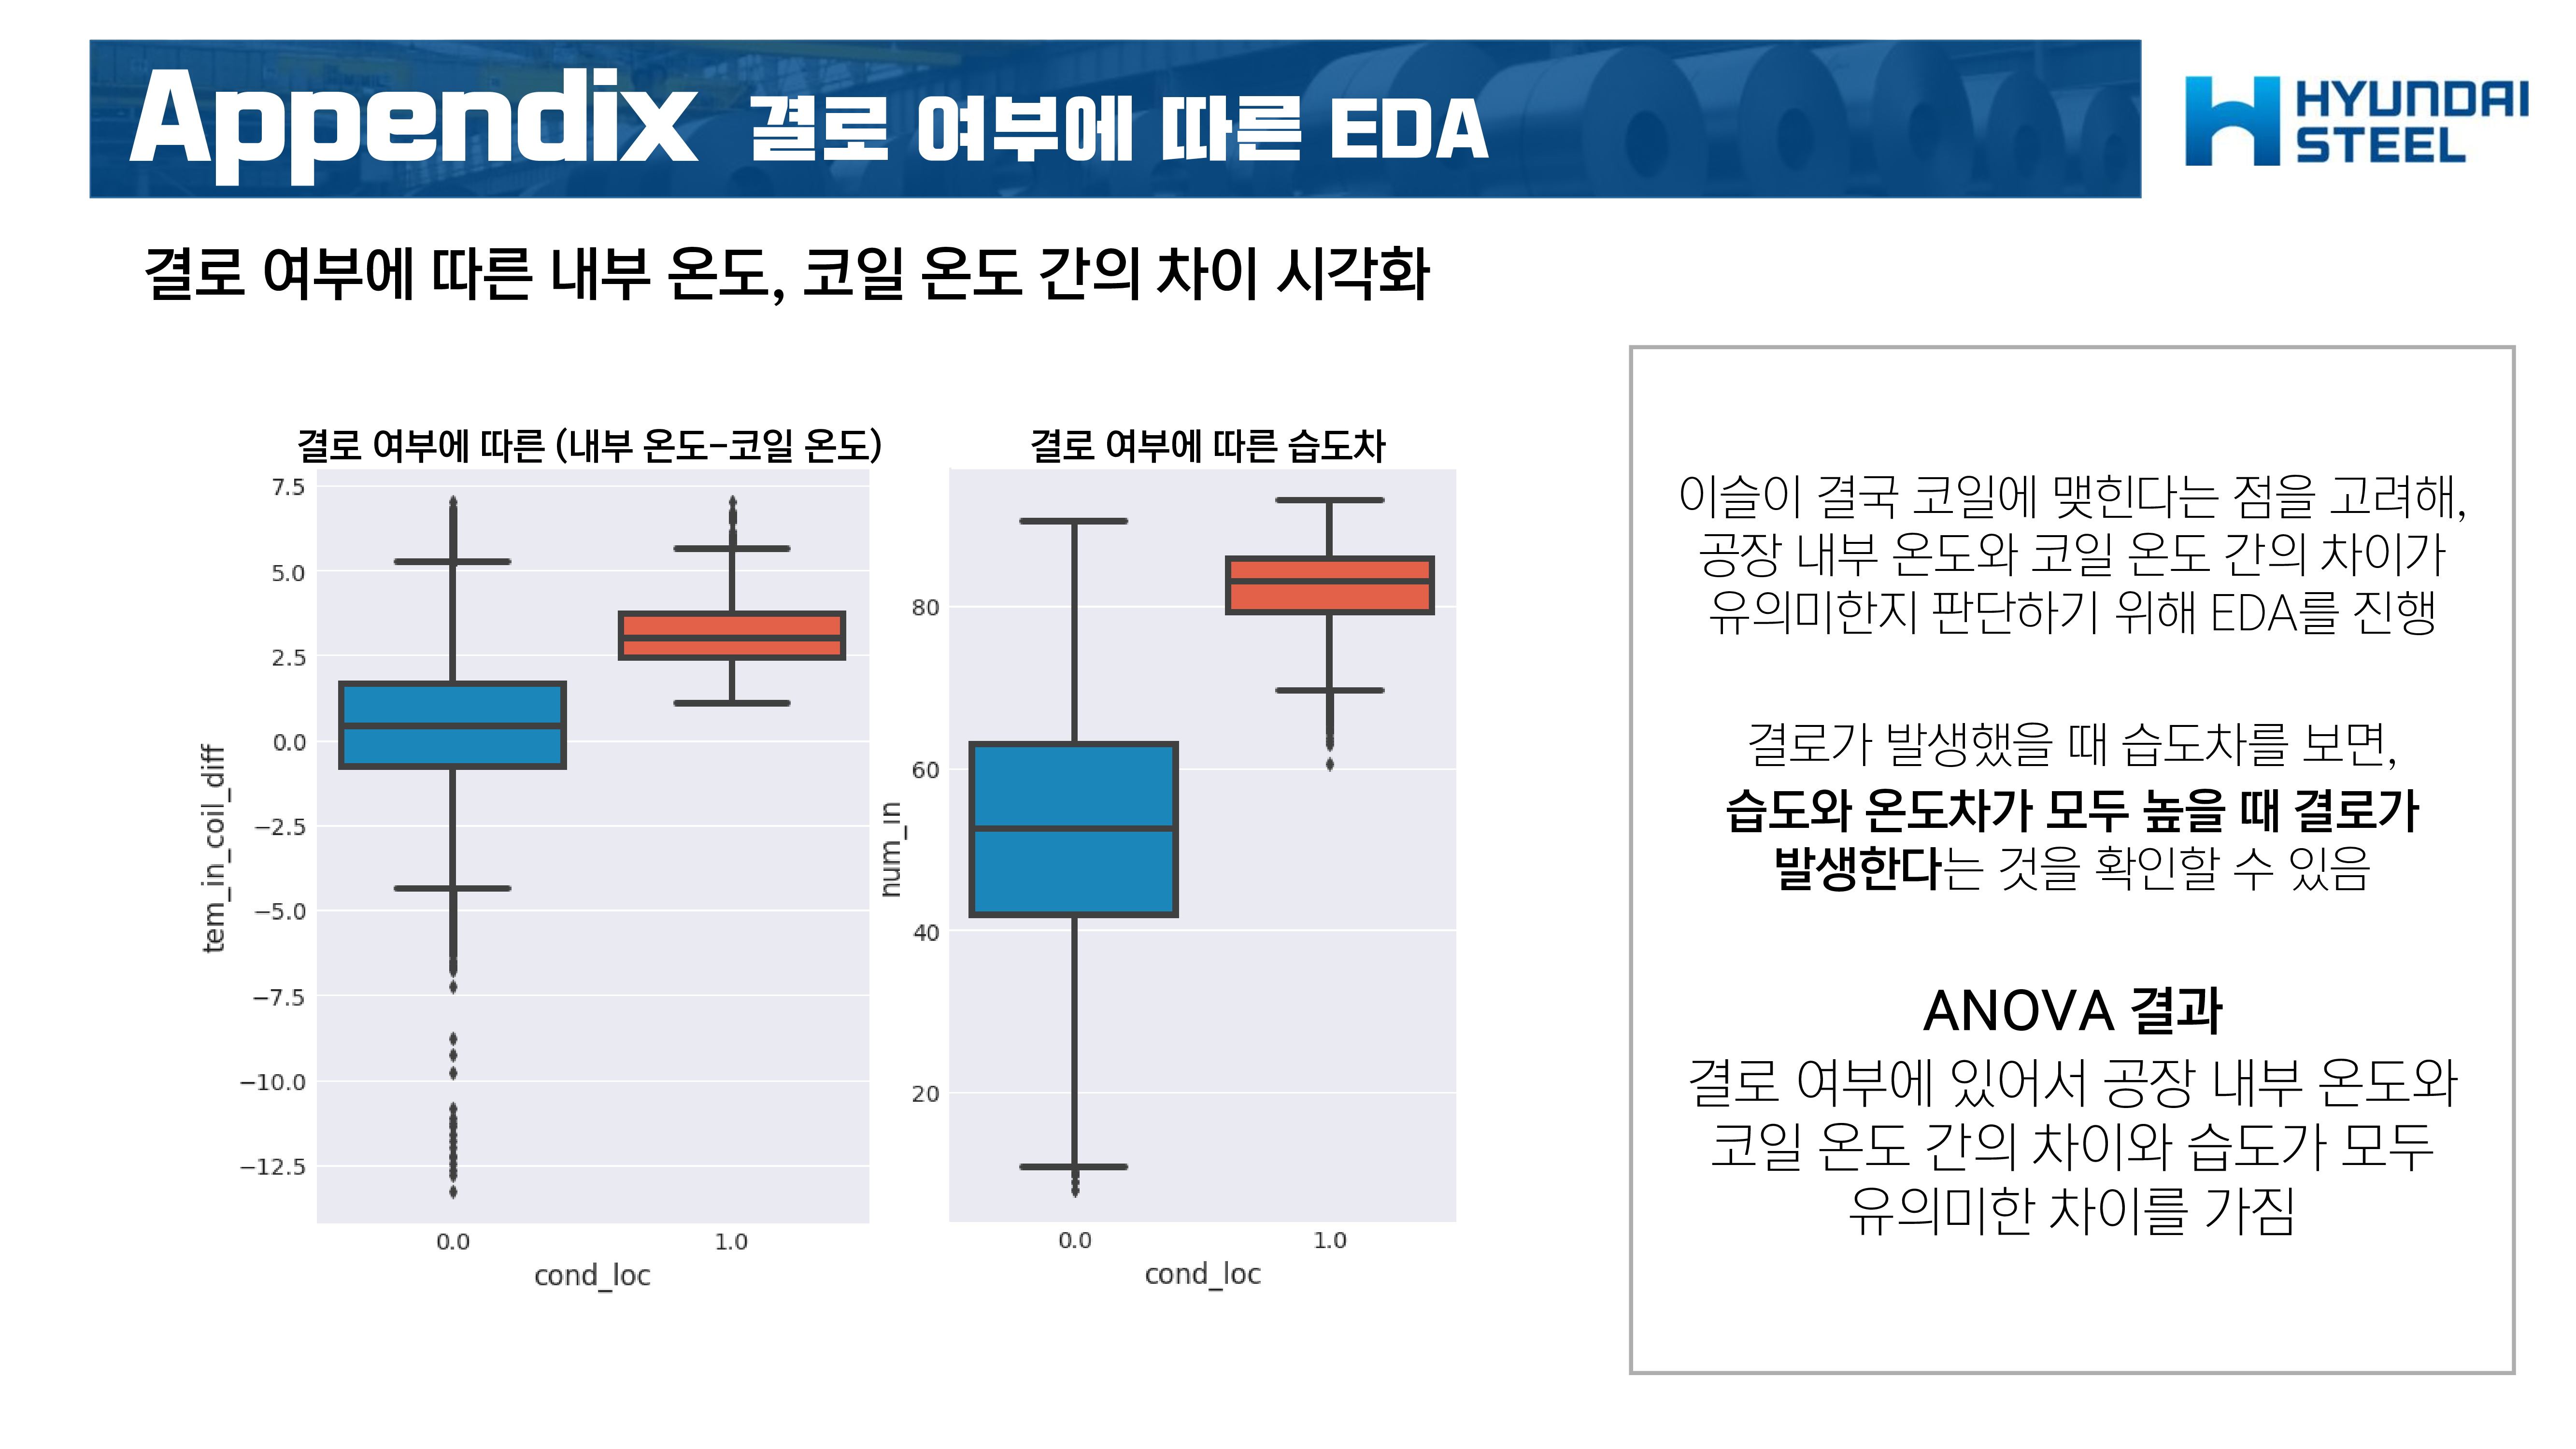 Appendix 결로 여부에 따른 EDA
HYUNDAI
STEEL
결로 여부에 따른 내부 온도, 코일 온도 간의 차이 시각화
결로 여부에 따른 (내부 온도-코일 온도)
7.5
5.0
2.5
0.0
−2.5
−5.0
−7.5
−10.0
−12.5
tem_in_coil_diff
0.0 1.0
cond_loc
결로 여부에 따른 습도차
80
60
40
20
num_in
0.0 1.0
cond_loc
이슬이 결국 코일에 맺힌다는 점을 고려해,
공장 내부 온도와 코일 온도 간의 차이가
유의미한지 판단하기 위해 EDA를 진행
결로가 발생했을 때 습도차를 보면,
습도와 온도차가 모두 높을 때 결로가
발생한다는 것을 확인할 수 있음
ANOVA 결과
결로 여부에 있어서 공장 내부 온도와
코일 온도 간의 차이와 습도가 모두
유의미한 차이를 가짐